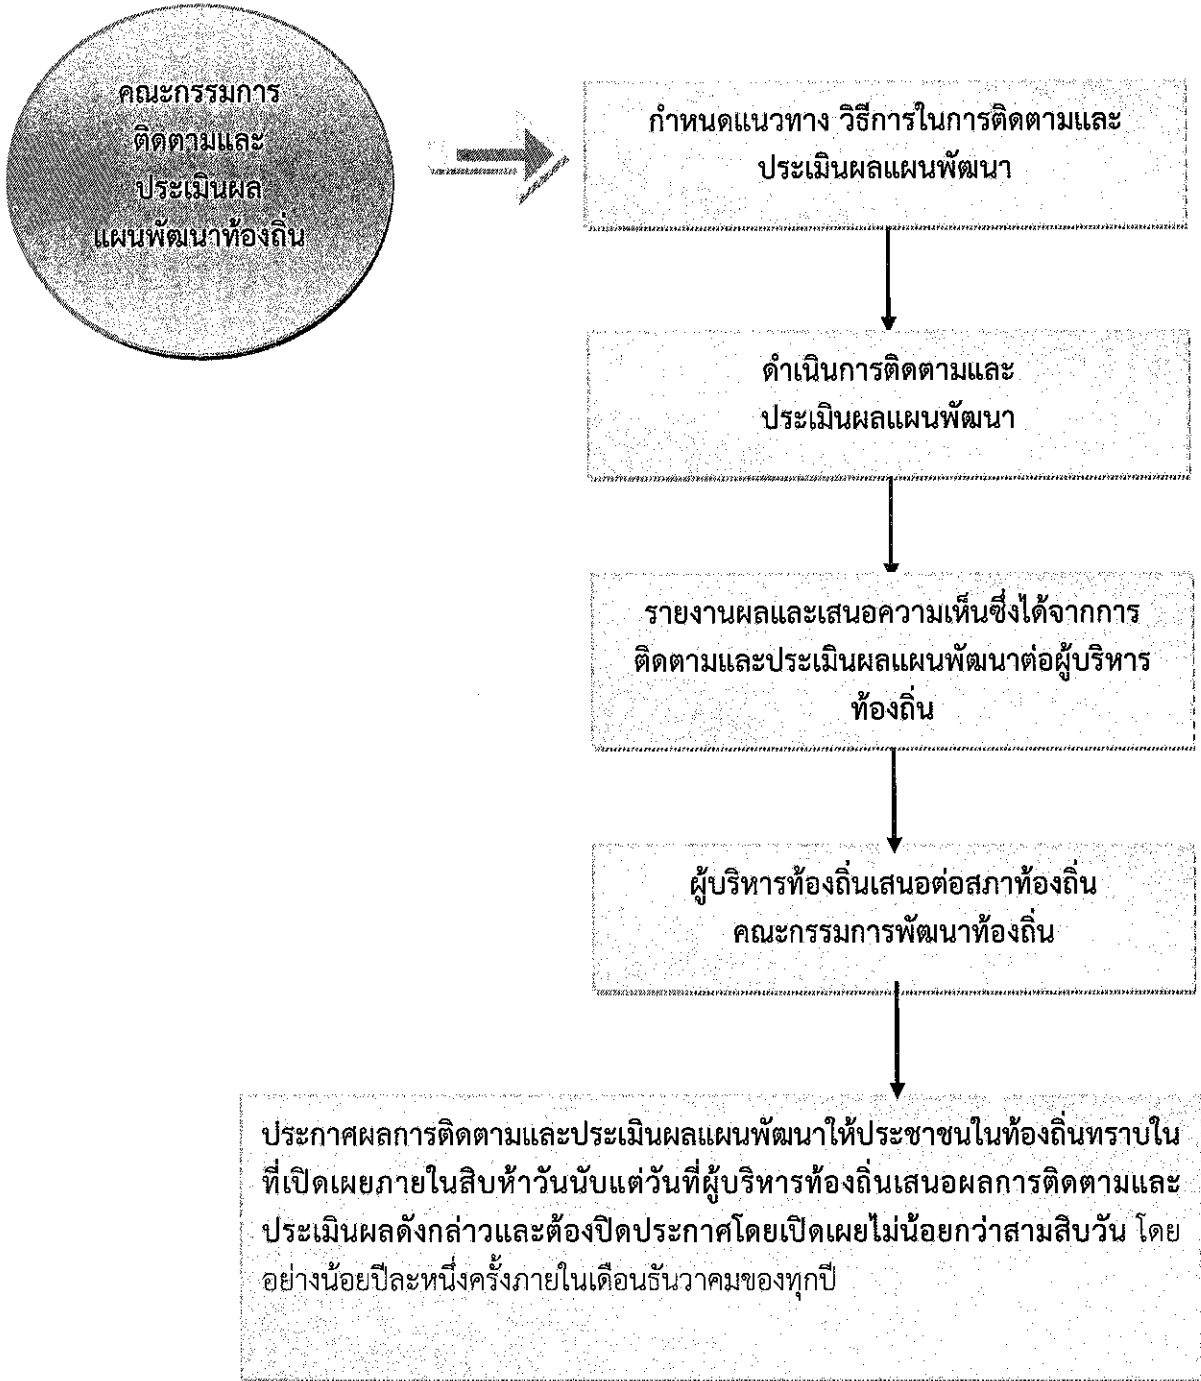 คณะกรรมการ
ติดตามและ
ประเมินผล
แผนพัฒนาท้องถิ่น
กำหนดแนวทาง วิธีการในการติดตามและ
ประเมินผลแผนพัฒนา
ดำเนินการติดตามและ
ประเมินผลแผนพัฒนา
รายงานผลและเสนอความเห็นซึ่งได้จากการ
ติดตามและประเมินผลแผนพัฒนาต่อผู้บริหาร
ท้องถิ่น
ผู้บริหารท้องถิ่นเสนอต่อสภาท้องถิ่น
คณะกรรมการพัฒนาท้องถิ่น
ประกาศผลการติดตามและประเมินผลแผนพัฒนาให้ประชาชนในท้องถิ่นทราบใน
ที่เปิดเผยภายในสิบห้าวันนับแต่วันที่ผู้บริหารท้องถิ่นเสนอผลการติดตามและ
ประเมินผลดังกล่าวและต้องปิดประกาศโดยเปิดเผยไม่น้อยกว่าสามสิบวัน โดย
อย่างน้อยปีละหนึ่งครั้งภายในเดือนธันวาคมของทุกปี